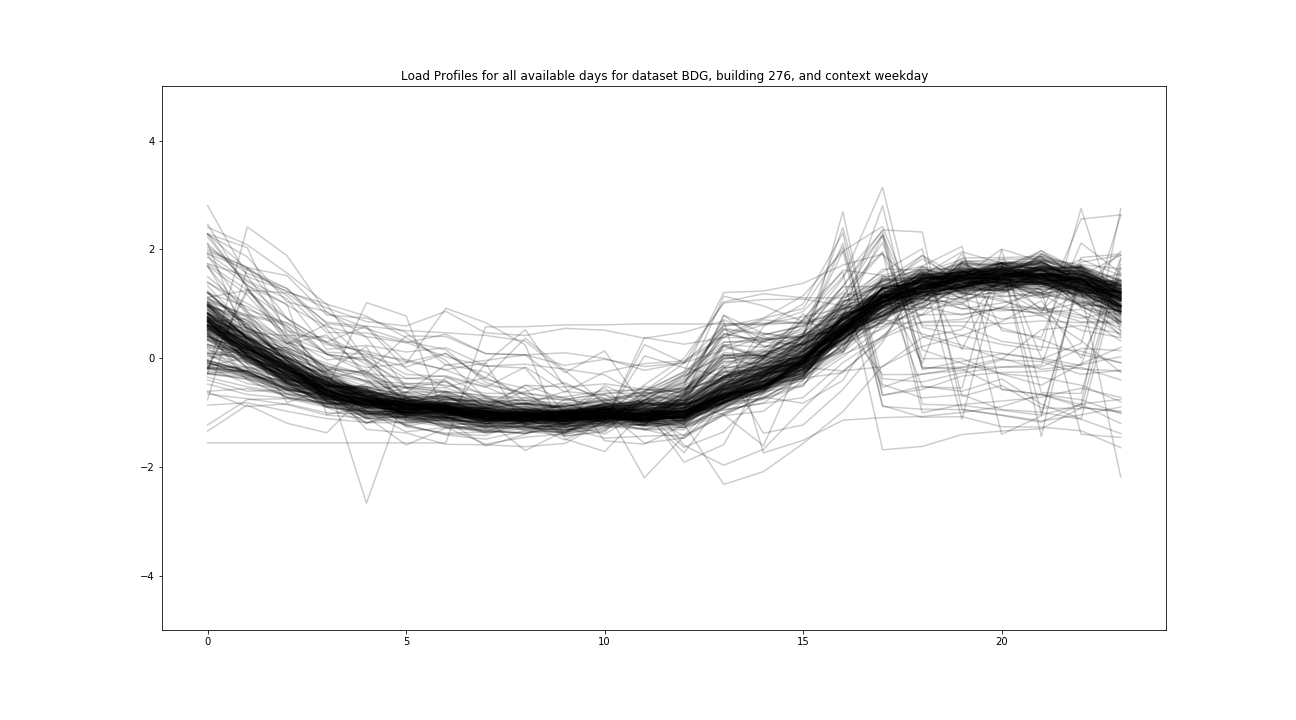 Load Profiles for all available days for dataset BDG, building 276, and context weekday
4
2
0
−2
−4
0 5 10 15 20